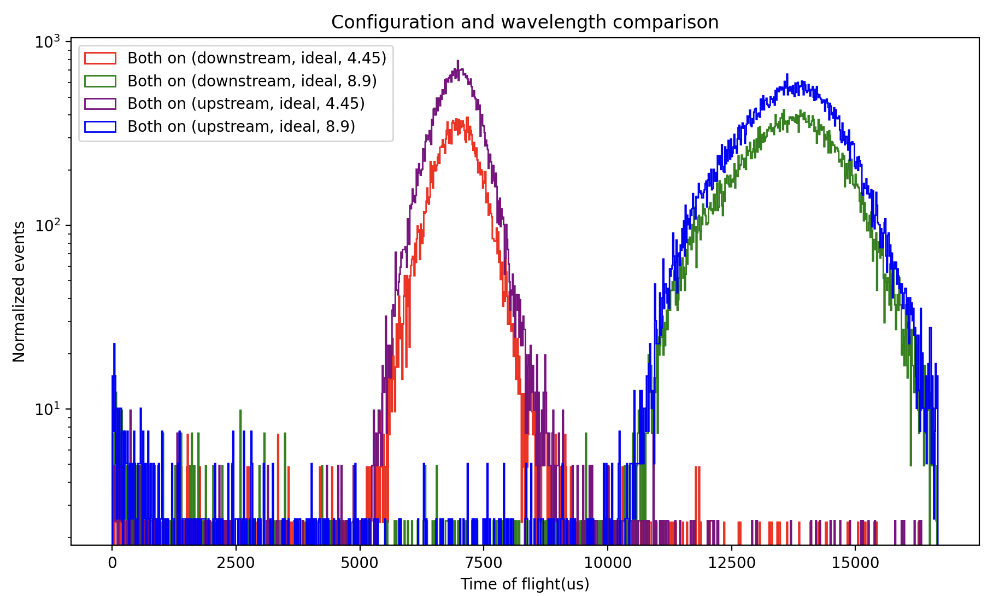 Configuration and wavelength comparison
Both on (downstream, ideal, 4.45)
Both on (downstream, ideal, 8.9)
Both on (upstream, ideal, 4.45)
Both on (upstream, ideal, 8.9)
Normalized events
10³
10²
10¹
0 2500 5000 7500 10000 12500 15000
Time of flight(us)